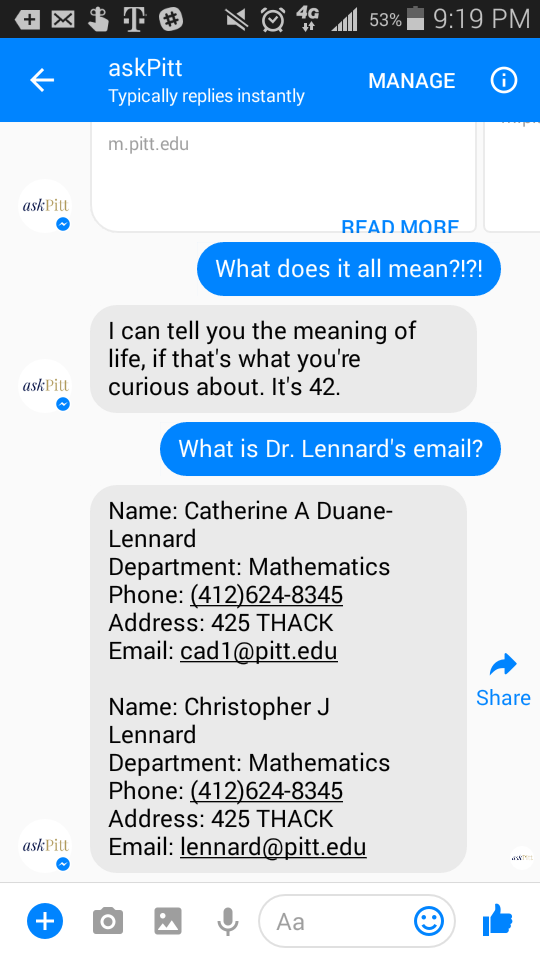 4G
53%
9:19 PM
askPitt
Typically replies instantly
MANAGE
m.pitt.edu
askPitt
READ MORE
What does it all mean?!?!
I can tell you the meaning of
life, if that's what you're
curious about. It's 42.
askPitt
What is Dr. Lennard's email?
Name: Catherine A Duane-
Lennard
Department: Mathematics
Phone: (412)624-8345
Address: 425 THACK
Email: cad1@pitt.edu
Share
Name: Christopher J
Lennard
Department: Mathematics
Phone: (412)624-8345
Address: 425 THACK
Email: lennard@pitt.edu
askPitt
askPitt
Aa